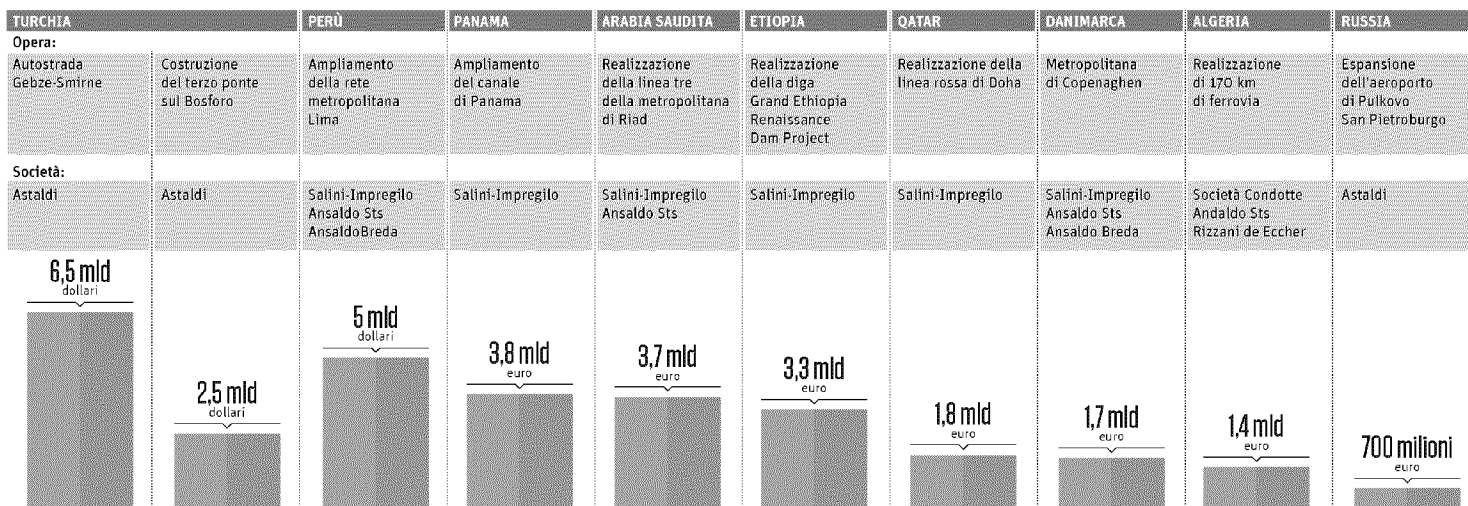 TURCHIA
PERÙ
PANAMA
ARABIA SAUDITA
ETIOPIA
QATAR
DANIMARCA
ALGERIA
RUSSIA
Opera:
Autostrada
Gebze-Smirne
Costruzione
del terzo ponte
sul Bosforo
Ampliamento
della rete
metropolitana
Lima
Ampliamento
del canale
di Panama
Realizzazione
della linea tre
della metropolitana
di Riad
Realizzazione
della diga
Grand Ethiopia
Renaissance
Dam Project
Realizzazione della
linea rossa di Doha
Metropolitana
di Copenaghen
Realizzazione
di 170 km
di ferrovia
Espansione
dell'aeroporto
di Pulkovo
San Pietroburgo
Società:
Astaldi
Astaldi
Salini-Impregilo
Ansaldo Sts
AnsaldoBreda
Salini-Impregilo
Salini-Impregilo
Ansaldo Sts
Salini-Impregilo
Salini-Impregilo
Salini-Impregilo
Ansaldo Sts
Ansaldo Breda
Società Condotte
Andaldo Sts
Rizzani de Eccher
Astaldi
6,5 mld
dollari
2,5 mld
dollari
5 mld
dollari
3,8 mld
euro
3,7 mld
euro
3,3 mld
euro
1,8 mld
euro
1,7 mld
euro
1,4 mld
euro
700 milioni
euro